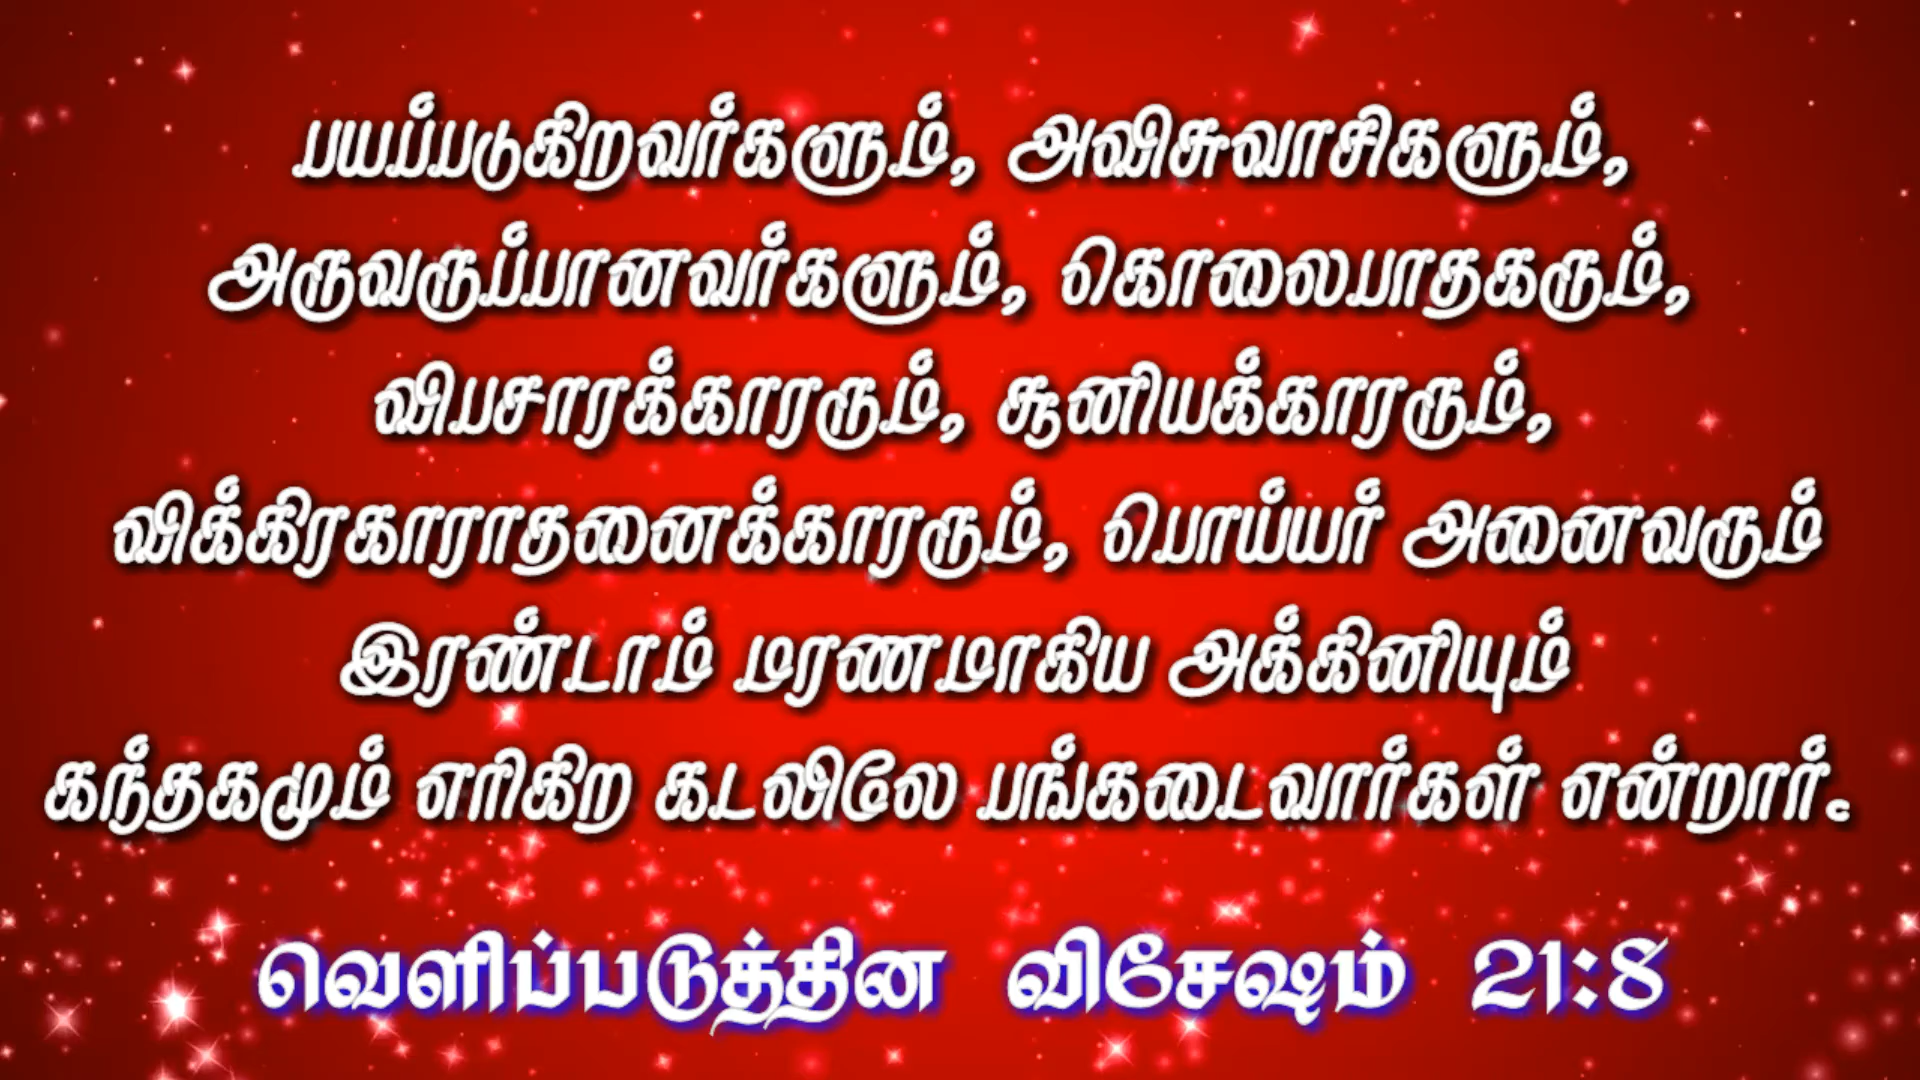 பயப்படுகிறவர்களும், அவிசுவாசிகளும்,
அருவருப்பானவர்களும், கொலைபாதகரும்,
விபசாரக்காரரும், சூனியக்காரரும்,
விக்கிரகாராதனைக்காரரும், பொய்யர் அனைவரும்
இரண்டாம் மரணமாகிய அக்கினியும்
கந்தகமும் எரிகிற கடலிலே பங்கடைவார்கள் என்றார்.
வெளிப்படுத்தின விசேஷம் 21:8